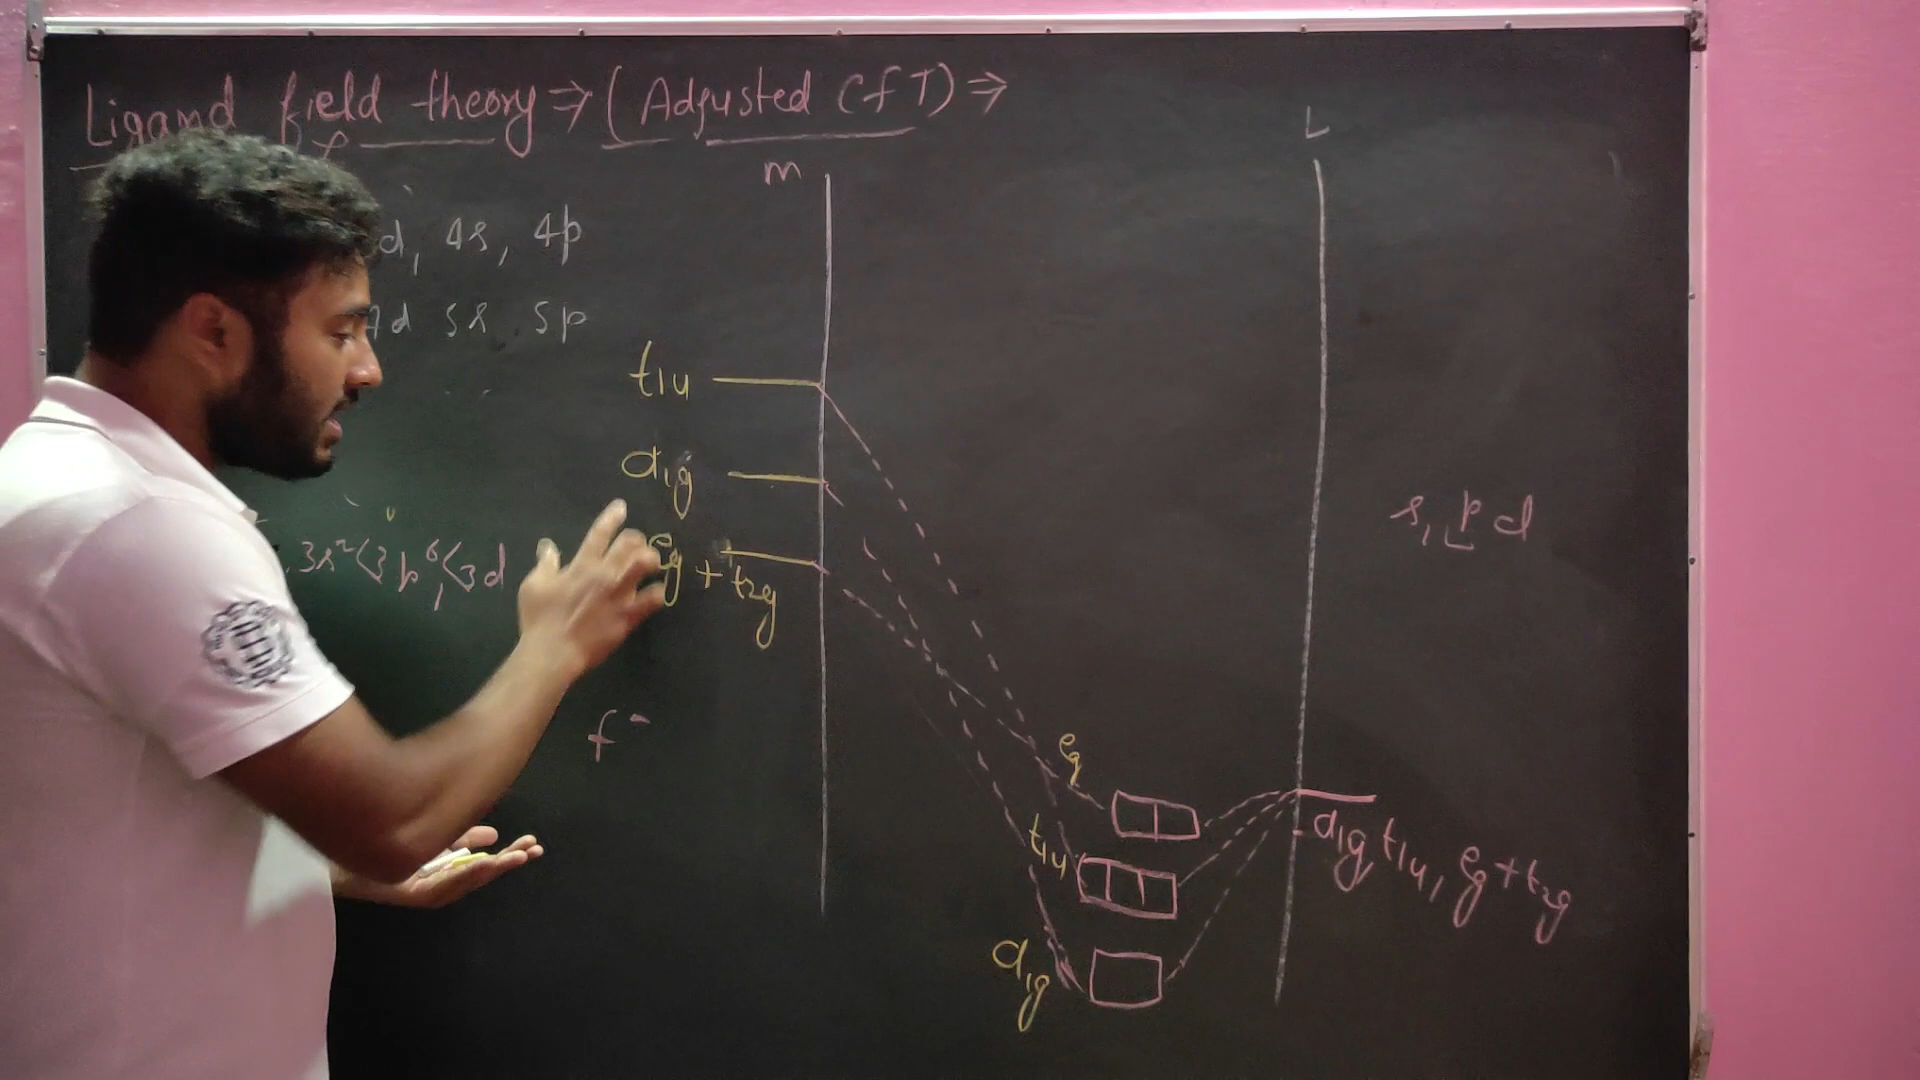 Ligand field theory ⇒ (Adjusted CfT) ⇒
m
L
d, 4s, 4p
4d 5s 5p
t1u
a1g
eg + t2g
s, p d
3s² < 3p⁶, < 3d
f⁻
eg
t1u
a1g t1u, eg + t2g
a1g